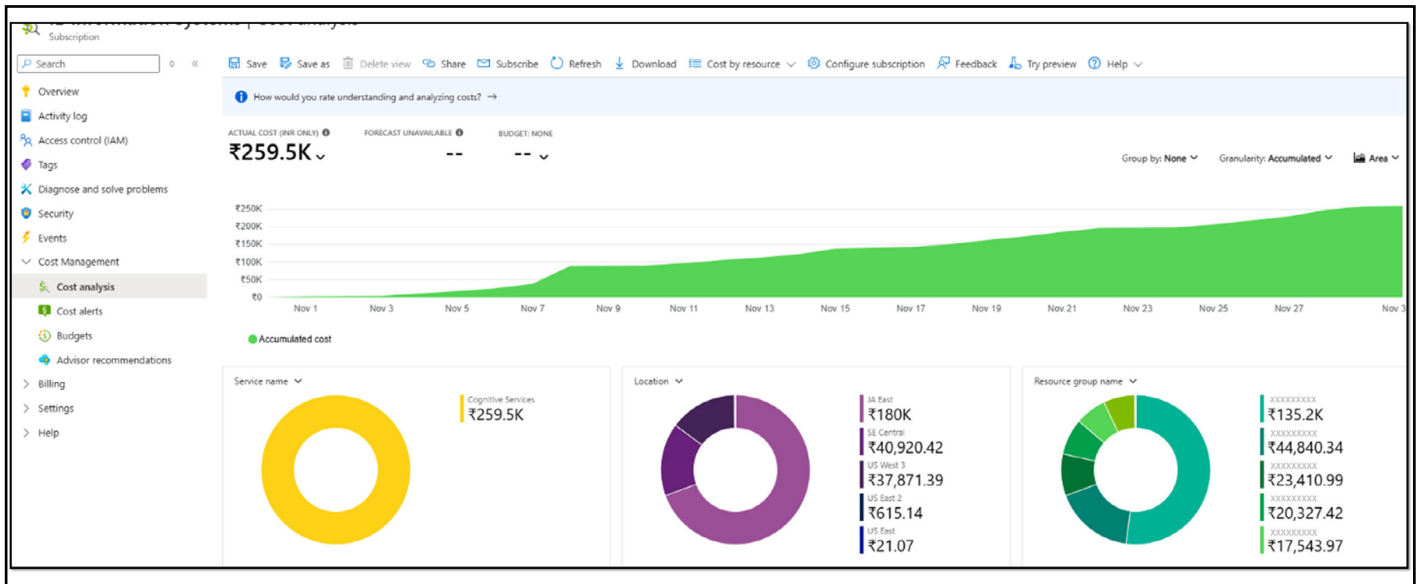 Subscription
Search
Save Save as Delete view Share Subscribe Refresh Download Cost by resource Configure subscription Feedback Try preview Help
Overview
Activity log
Access control (IAM)
Tags
Diagnose and solve problems
Security
Events
Cost Management
Cost analysis
Cost alerts
Budgets
Advisor recommendations
Billing
Settings
Help
How would you rate understanding and analyzing costs? →
ACTUAL COST (INR ONLY) FORECAST UNAVAILABLE BUDGET: NONE
₹259.5K -- --
Group by: None Granularity: Accumulated Area
₹250K
₹200K
₹150K
₹100K
₹50K
₹0
Nov 1 Nov 3 Nov 5 Nov 7 Nov 9 Nov 11 Nov 13 Nov 15 Nov 17 Nov 19 Nov 21 Nov 23 Nov 25 Nov 27 Nov 3
Accumulated cost
Service name
Cognitive Services
₹259.5K
Location
JA East
₹180K
SE Central
₹40,920.42
US West 3
₹37,871.39
US East 2
₹615.14
US East
₹21.07
Resource group name
XXXXXXXXX
₹135.2K
XXXXXXXXX
₹44,840.34
XXXXXXXXX
₹23,410.99
XXXXXXXXX
₹20,327.42
XXXXXXXXX
₹17,543.97